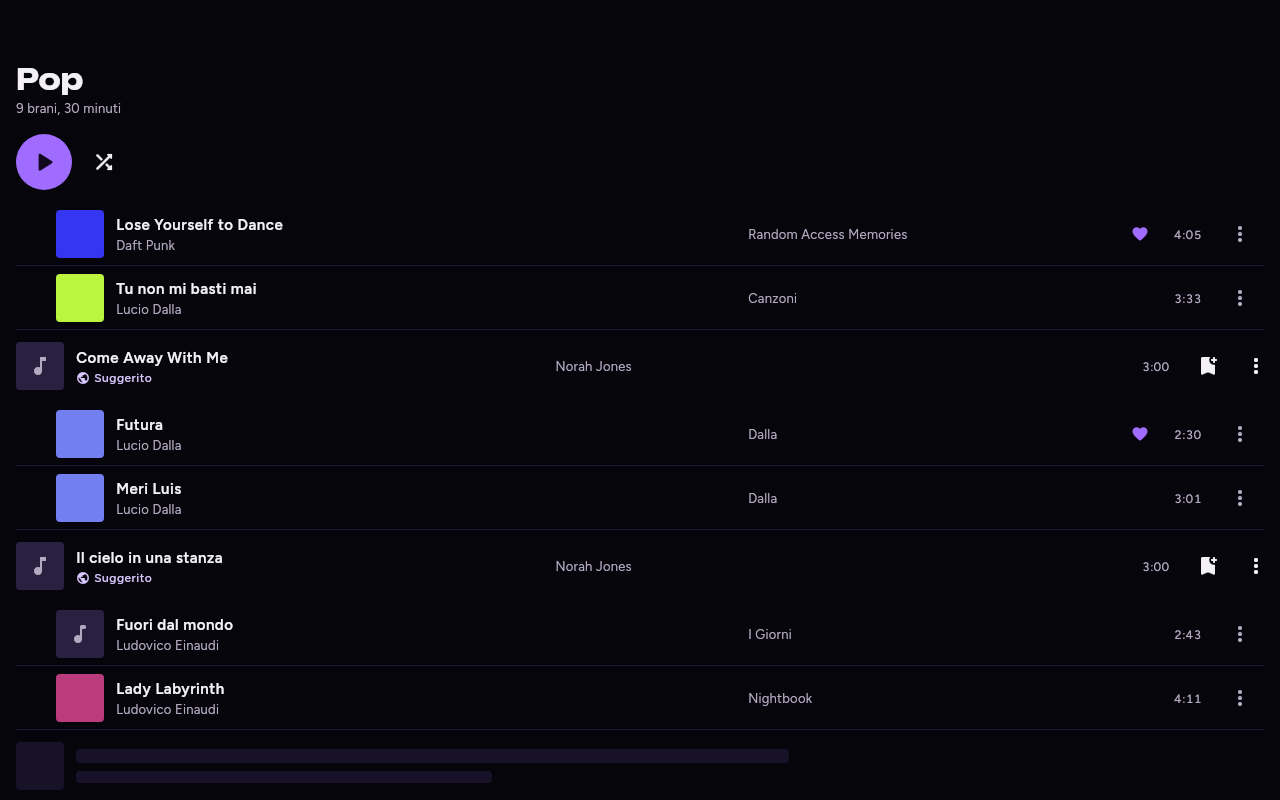 Pop
9 brani, 30 minuti
Lose Yourself to Dance
Daft Punk
Random Access Memories
4:05
Tu non mi basti mai
Lucio Dalla
Canzoni
3:33
Come Away With Me
Suggerito
Norah Jones
3:00
Futura
Lucio Dalla
Dalla
2:30
Meri Luis
Lucio Dalla
Dalla
3:01
Il cielo in una stanza
Suggerito
Norah Jones
3:00
Fuori dal mondo
Ludovico Einaudi
I Giorni
2:43
Lady Labyrinth
Ludovico Einaudi
Nightbook
4:11